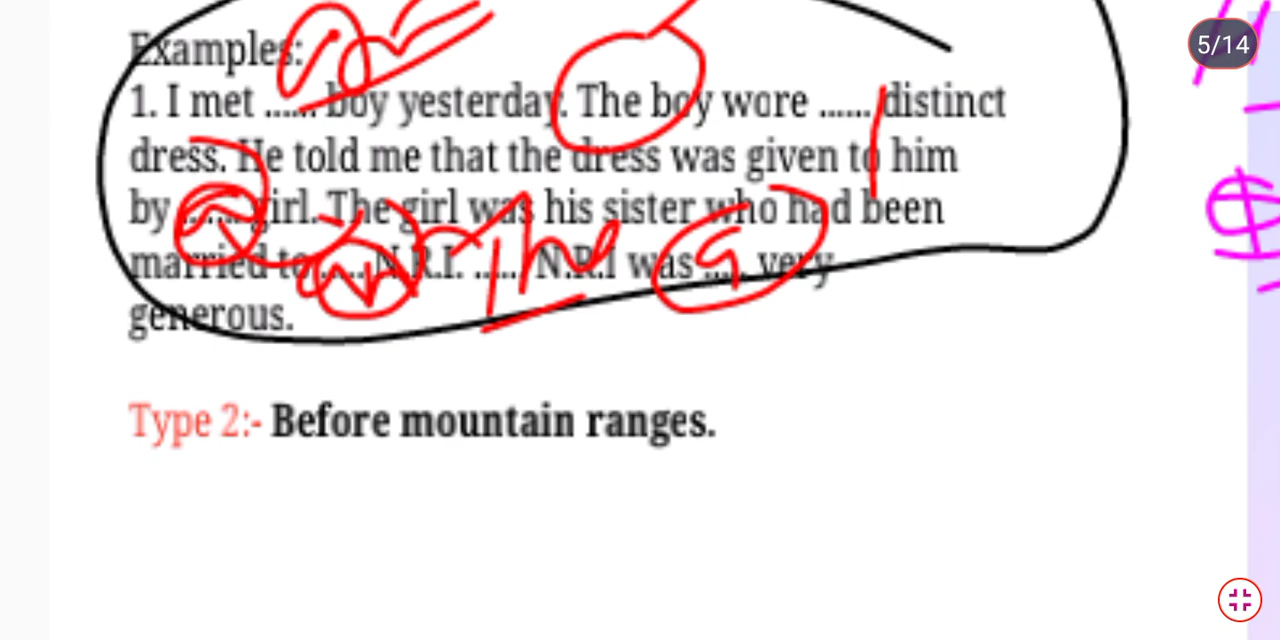 5/14
Examples:
1. I met ...... boy yesterday. The boy wore ...... distinct
dress. He told me that the dress was given to him
by ...... girl. The girl was his sister who had been
married to ...... N.R.I. ...... N.R.I was ..... very
generous.
a
a
an
The
a
Type 2:- Before mountain ranges.
$